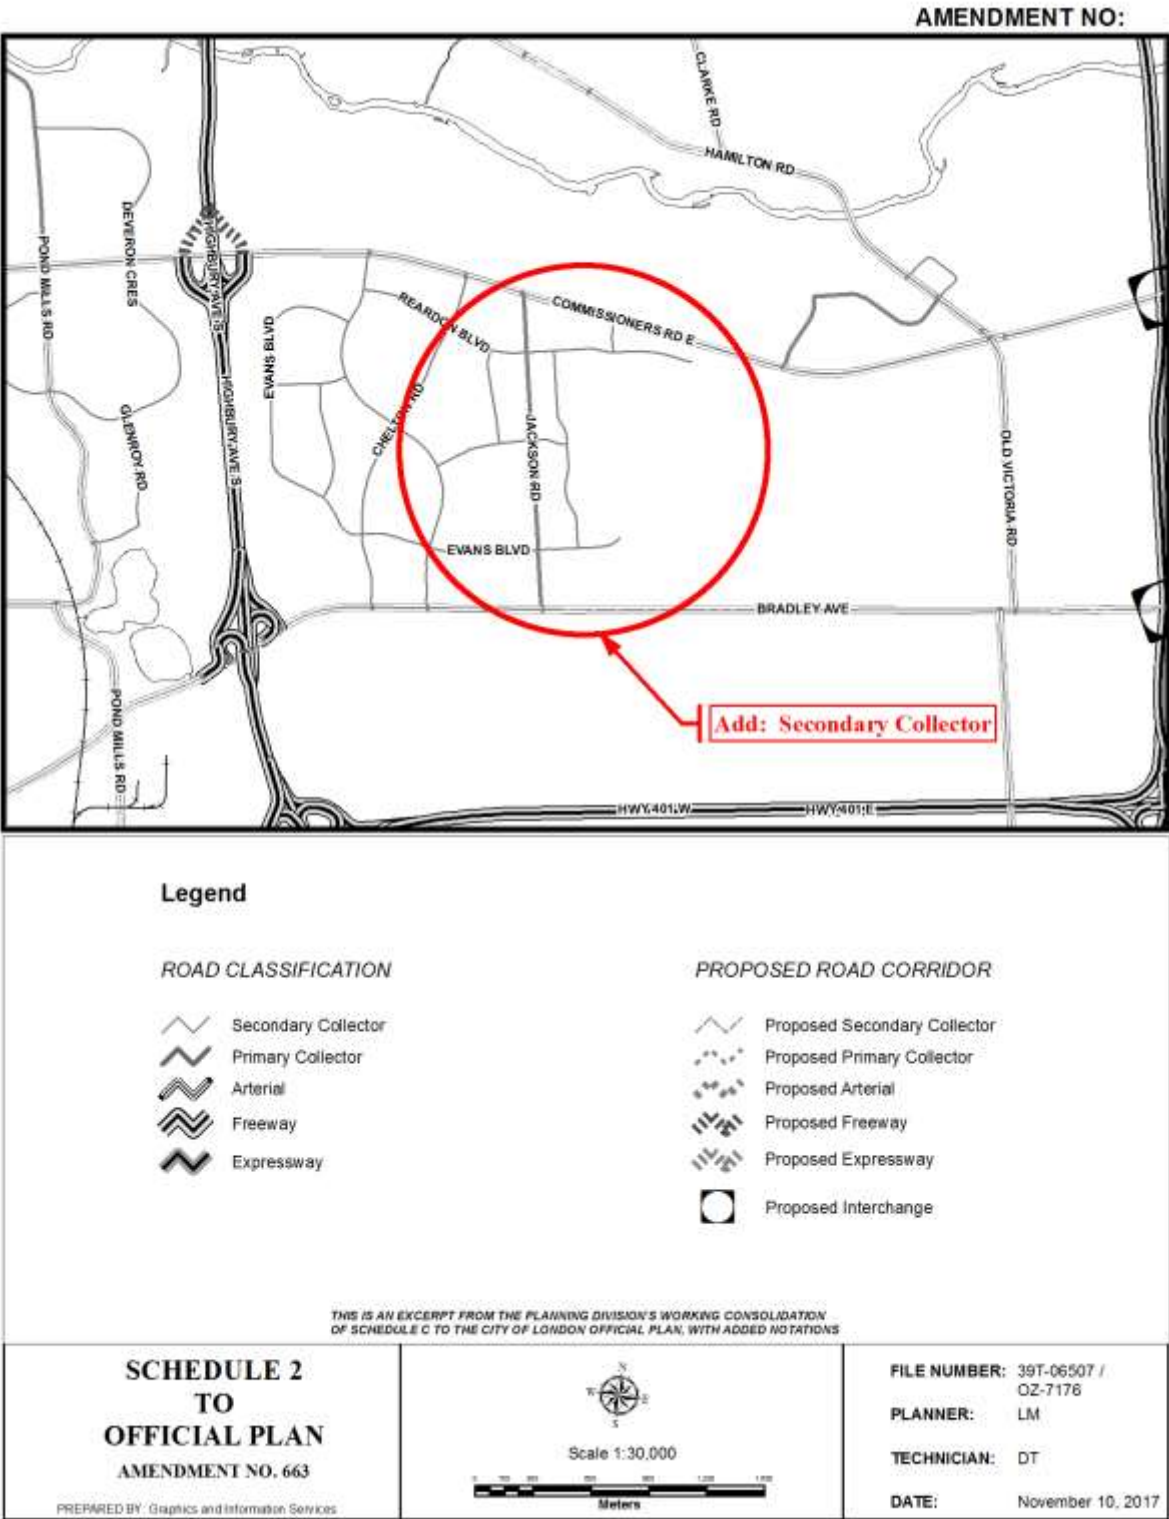 AMENDMENT NO:
CLARKE RD
HAMILTON RD
DEVERON CRES
POND MILLS RD
HIGHBURY AVE S
REARDON BLVD
COMMISSIONERS RD E
EVANS BLVD
HIGHBURY AVE S
CHELTON RD
GLENROY RD
JACKSON RD
OLD VICTORIA RD
EVANS BLVD
BRADLEY AVE
POND MILLS RD
Add: Secondary Collector
HWY 401 W
HWY 401 E
Legend
ROAD CLASSIFICATION
Secondary Collector
Primary Collector
Arterial
Freeway
Expressway
PROPOSED ROAD CORRIDOR
Proposed Secondary Collector
Proposed Primary Collector
Proposed Arterial
Proposed Freeway
Proposed Expressway
Proposed Interchange
THIS IS AN EXCERPT FROM THE PLANNING DIVISION'S WORKING CONSOLIDATION
OF SCHEDULE C TO THE CITY OF LONDON OFFICIAL PLAN, WITH ADDED NOTATIONS
SCHEDULE 2
TO
OFFICIAL PLAN
AMENDMENT NO. 663
PREPARED BY: Graphics and Information Services
N
W
E
S
Scale 1:30,000
Meters
FILE NUMBER: 39T-06507 /
OZ-7176
PLANNER: LM
TECHNICIAN: DT
DATE: November 10, 2017